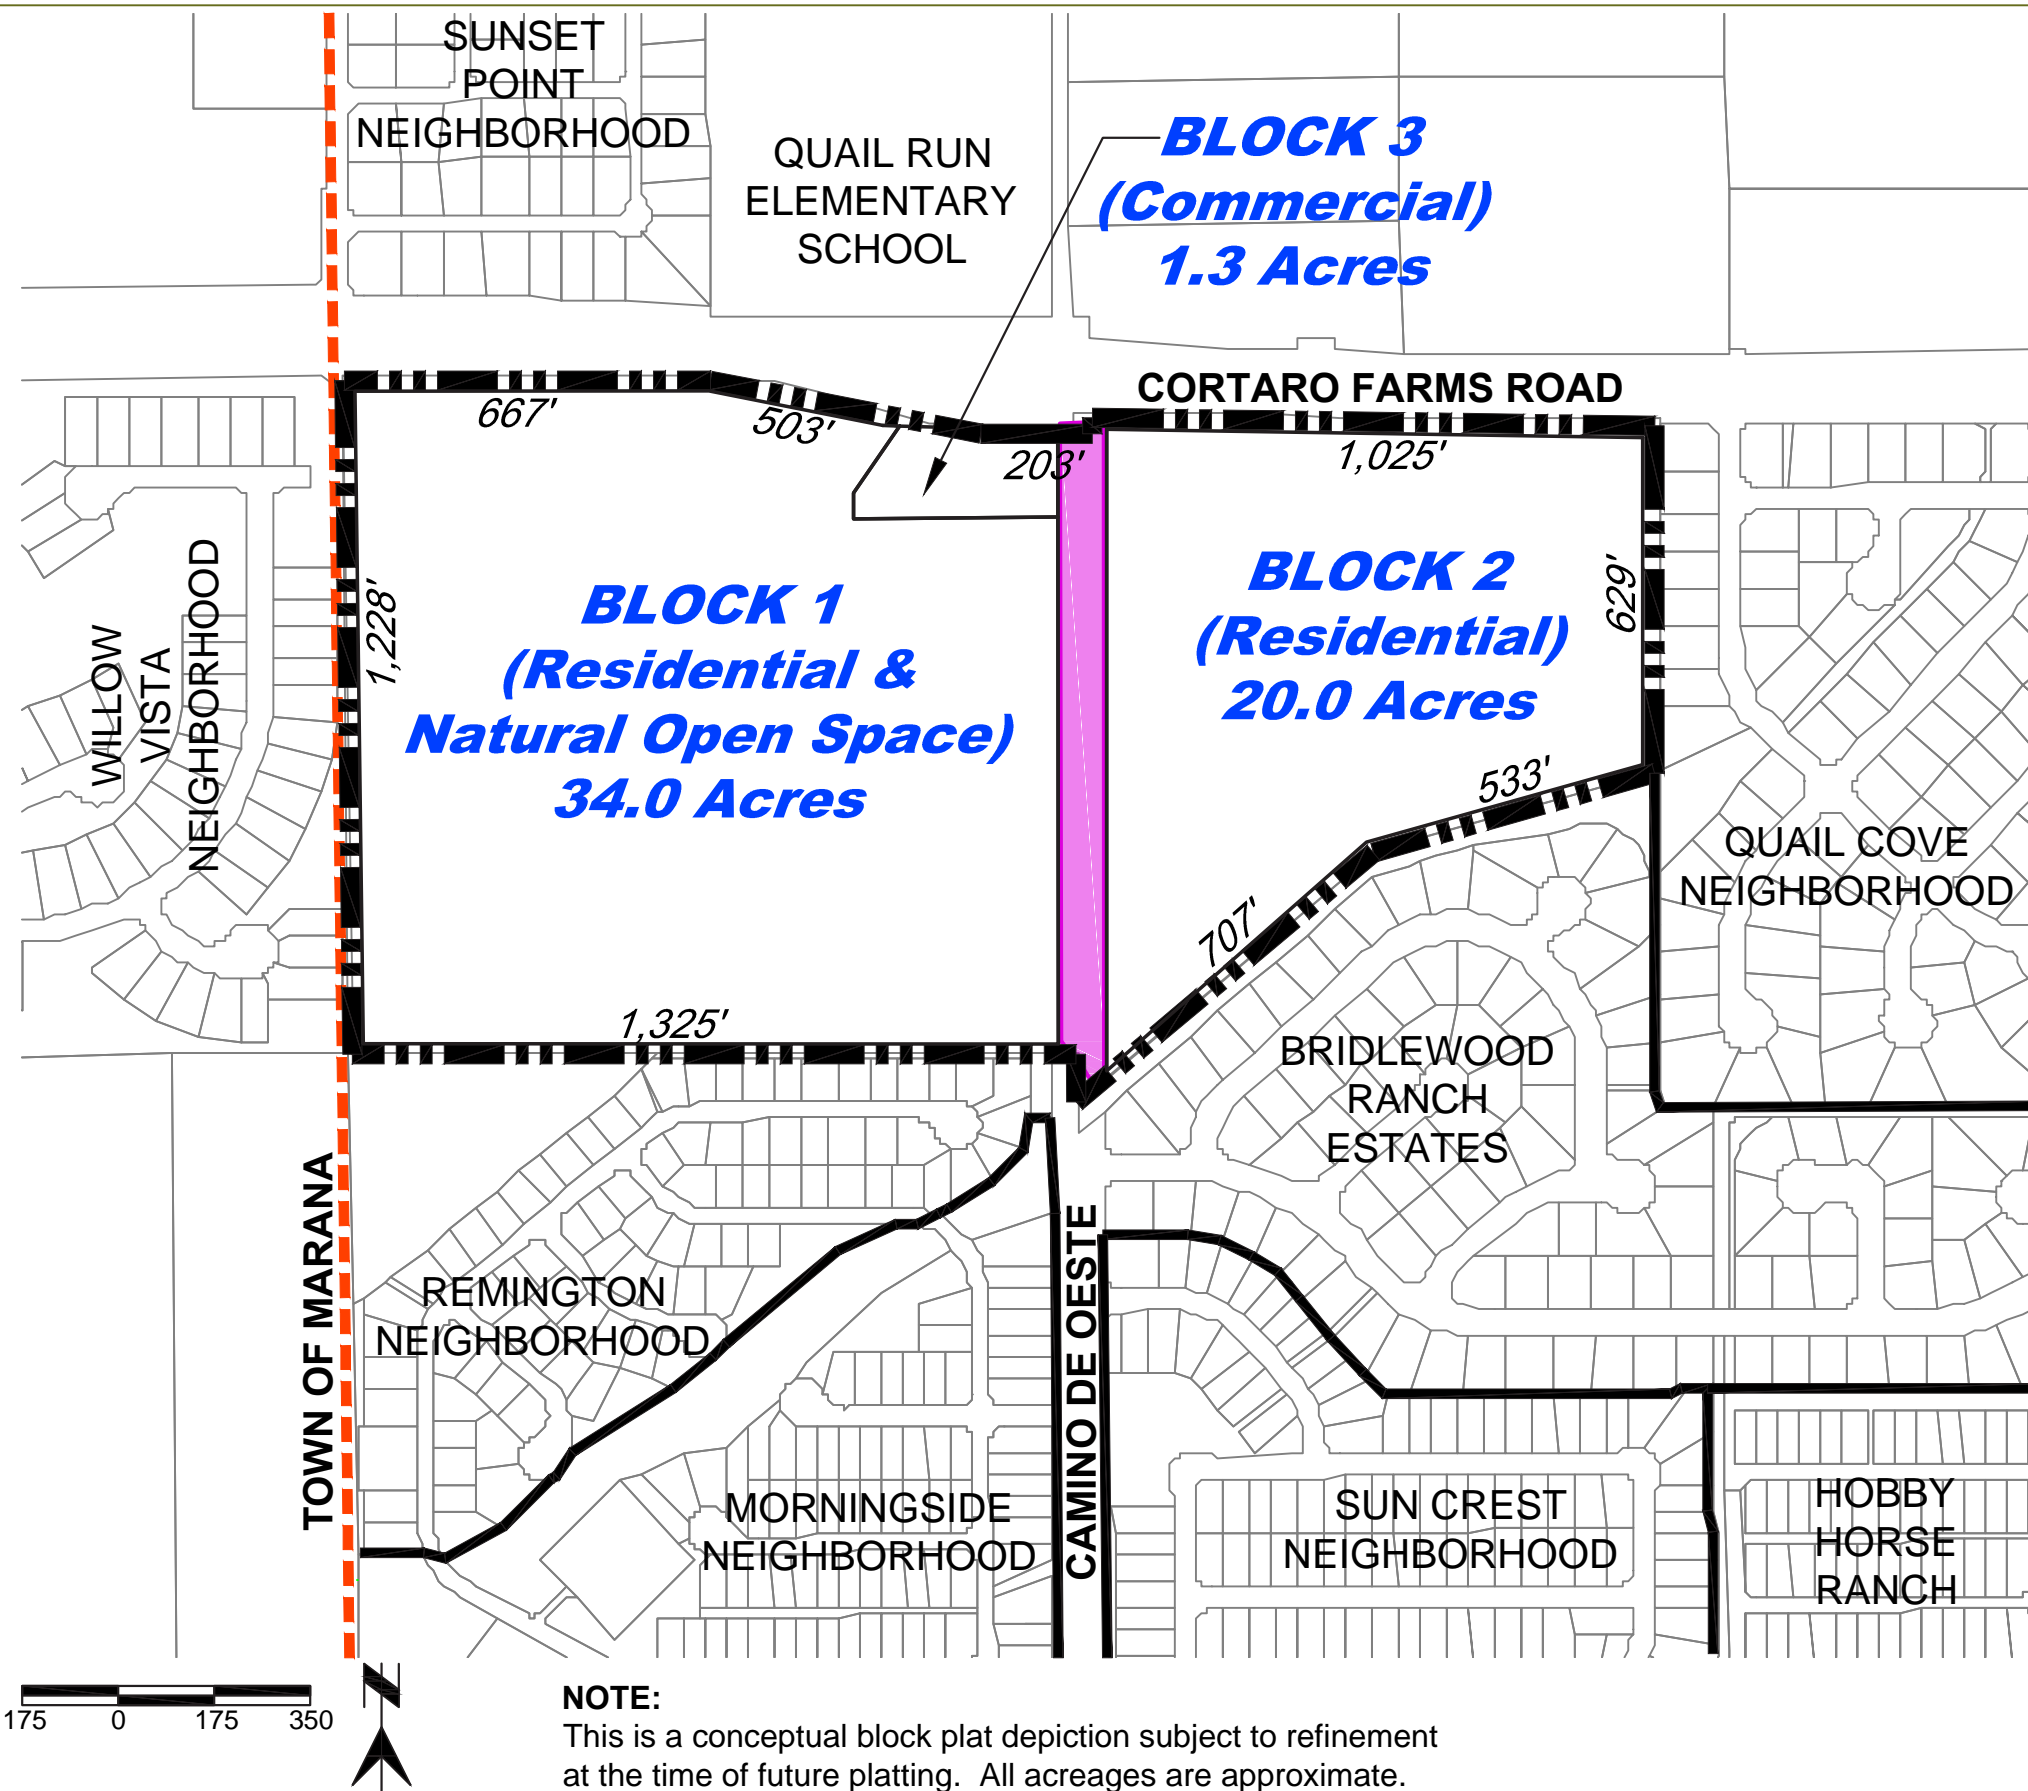 SUNSET
POINT
NEIGHBORHOOD
QUAIL RUN
ELEMENTARY
SCHOOL
BLOCK 3
(Commercial)
1.3 Acres
CORTARO FARMS ROAD
667'
503'
203'
1,025'
WILLOW
VISTA
NEIGHBORHOOD
1,228'
BLOCK 1
(Residential &
Natural Open Space)
34.0 Acres
BLOCK 2
(Residential)
20.0 Acres
629'
533'
707'
1,325'
QUAIL COVE
NEIGHBORHOOD
BRIDLEWOOD
RANCH
ESTATES
TOWN OF MARANA
REMINGTON
NEIGHBORHOOD
CAMINO DE OESTE
MORNINGSIDE
NEIGHBORHOOD
SUN CREST
NEIGHBORHOOD
HOBBY
HORSE
RANCH
175 0 175 350
N
NOTE:
This is a conceptual block plat depiction subject to refinement
at the time of future platting. All acreages are approximate.